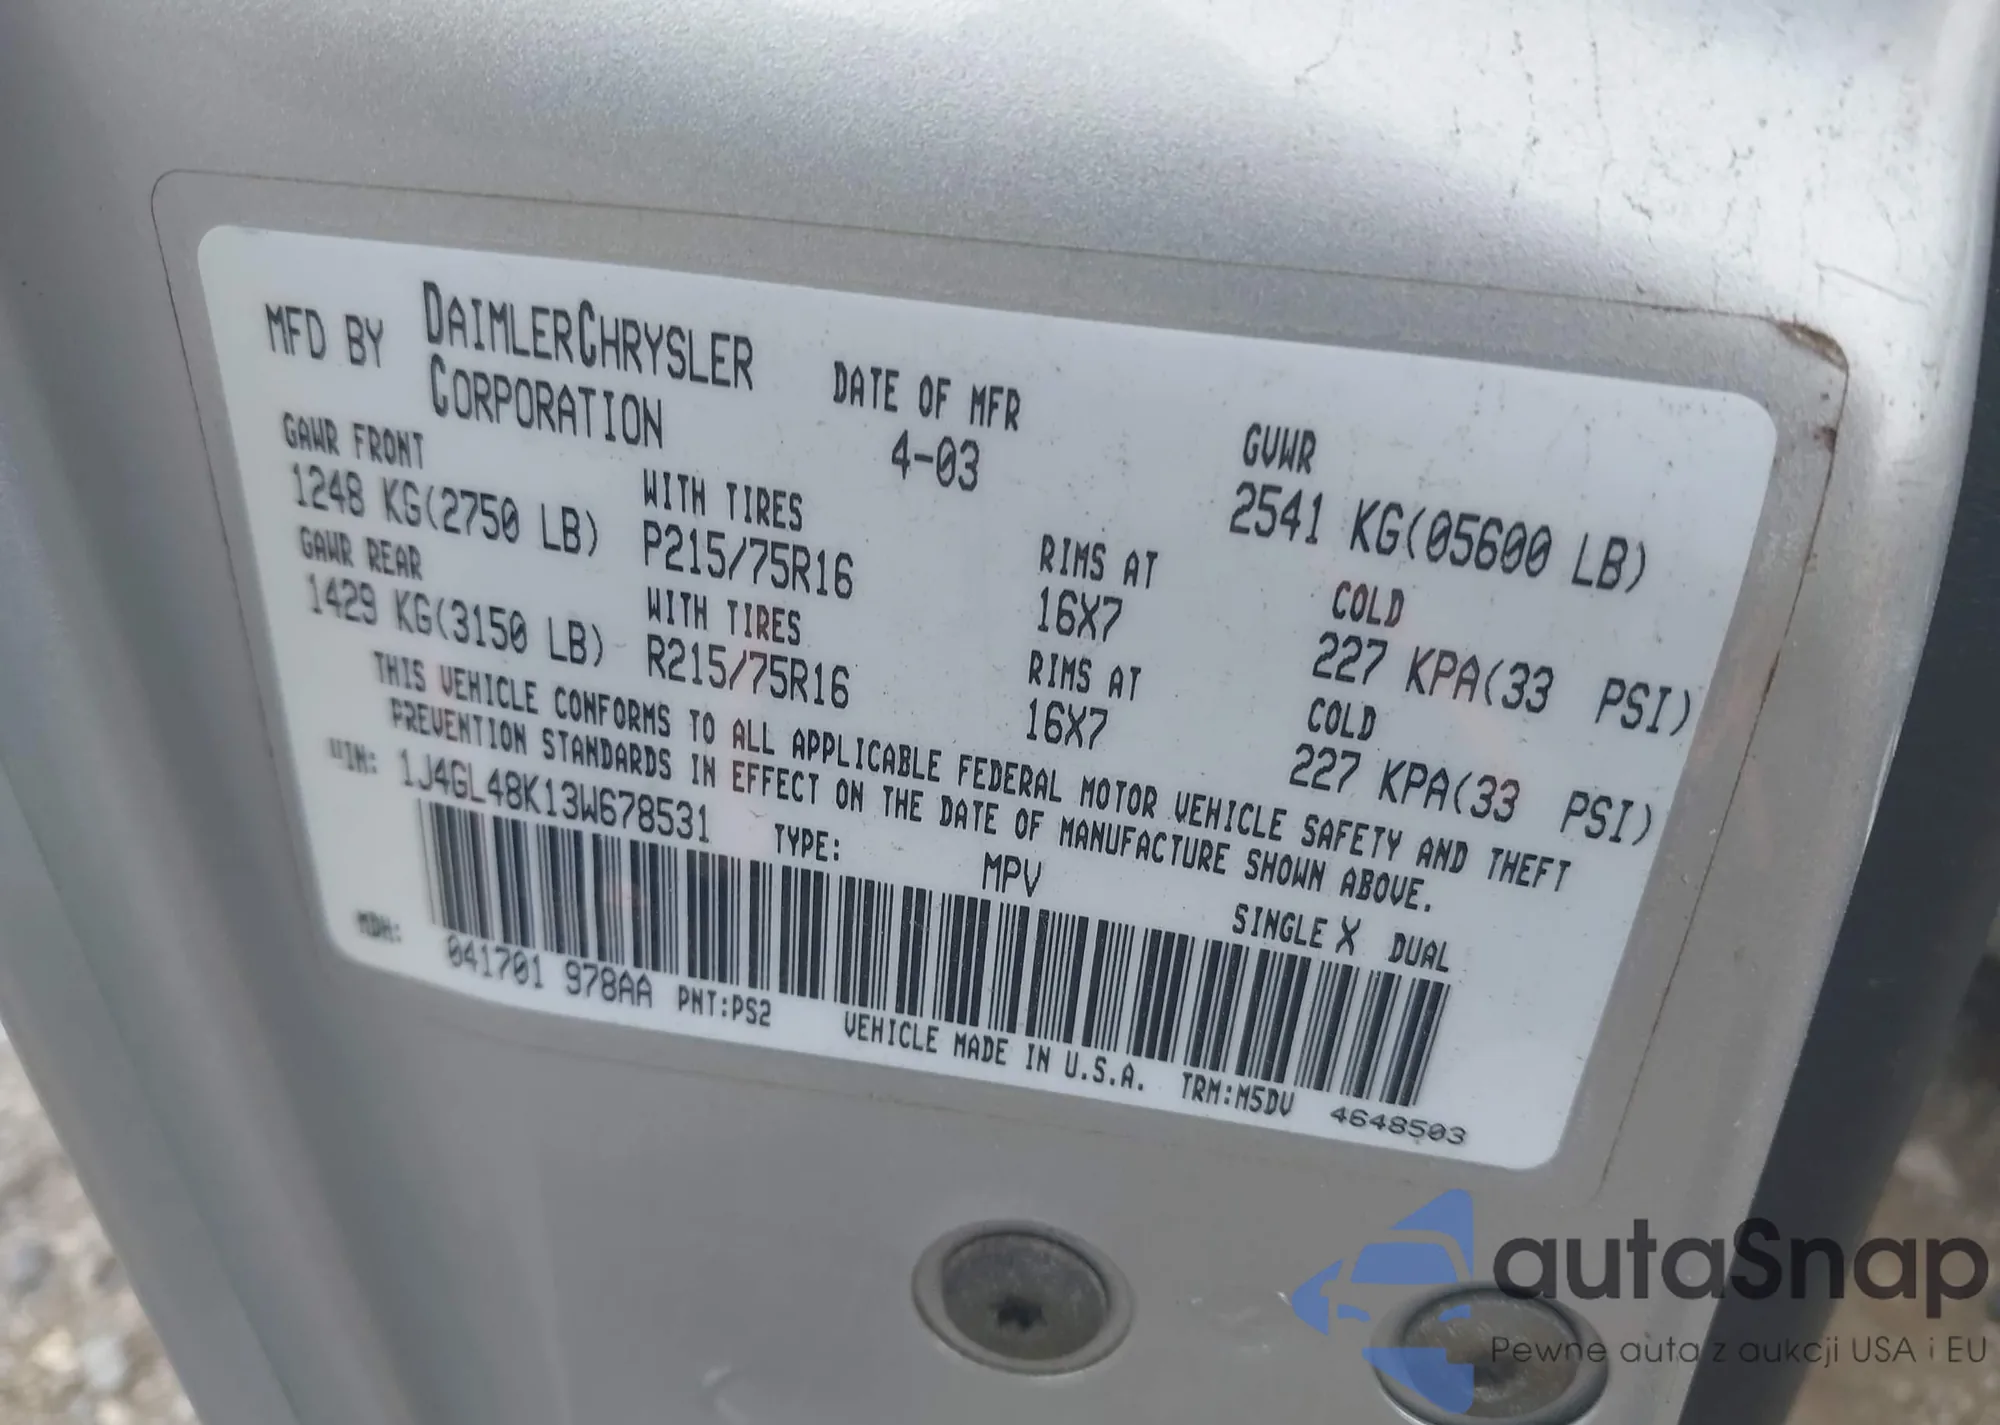 MFD BY DAIMLERCHRYSLER CORPORATION
DATE OF MFR
4-03
GVWR
2541 KG(05600 LB)
GAWR FRONT
1248 KG(2750 LB)
WITH TIRES
P215/75R16
RIMS AT
16X7
COLD
227 KPA(33 PSI)
GAWR REAR
1429 KG(3150 LB)
WITH TIRES
R215/75R16
RIMS AT
16X7
COLD
227 KPA(33 PSI)
THIS VEHICLE CONFORMS TO ALL APPLICABLE FEDERAL MOTOR VEHICLE SAFETY AND THEFT
PREVENTION STANDARDS IN EFFECT ON THE DATE OF MANUFACTURE SHOWN ABOVE.
VIN: 1J4GL48K13W678531
TYPE: MPV
SINGLE X DUAL
MDH: 041701 978AA PNT:PS2
VEHICLE MADE IN U.S.A.
TRM:M5DV
4648503
autaSnap
Pewne auta z aukcji USA i EU